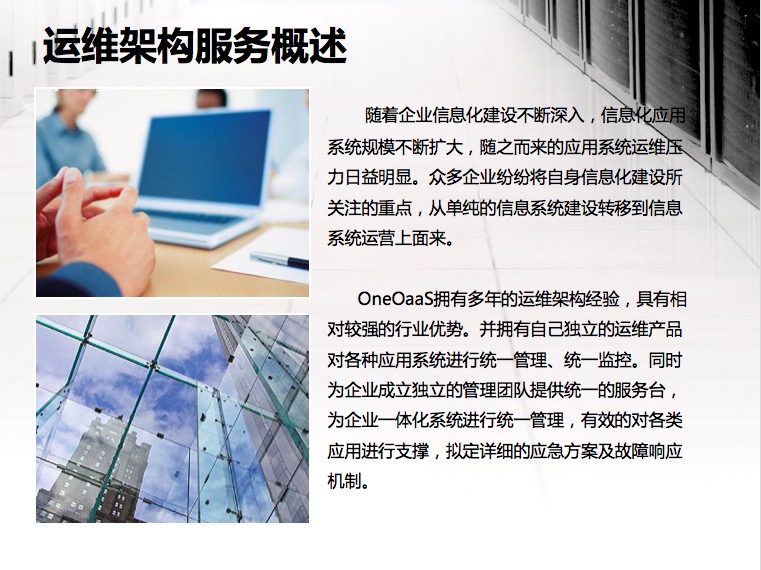 运维架构服务概述
随着企业信息化建设不断深入，信息化应用
系统规模不断扩大，随之而来的应用系统运维压
力日益明显。众多企业纷纷将自身信息化建设所
关注的重点，从单纯的信息系统建设转移到信息
系统运营上面来。
OneOaaS拥有多年的运维架构经验，具有相
对较强的行业优势。并拥有自己独立的运维产品
对各种应用系统进行统一管理、统一监控。同时
为企业成立独立的管理团队提供统一的服务台，
为企业一体化系统进行统一管理，有效的对各类
应用进行支撑，拟定详细的应急方案及故障响应
机制。